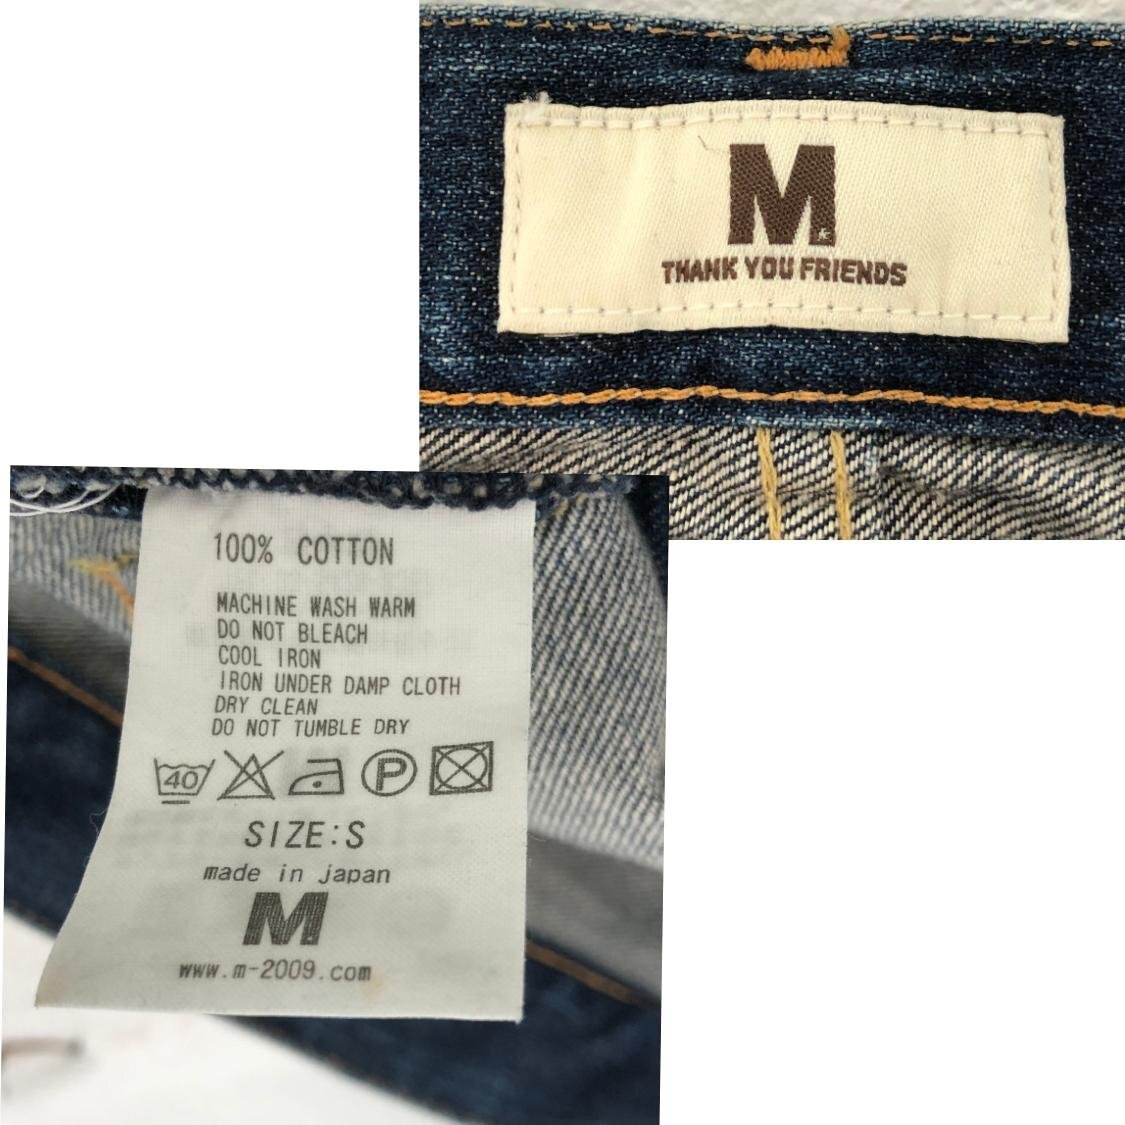 M
THANK YOU FRIENDS
100% COTTON
MACHINE WASH WARM
DO NOT BLEACH
COOL IRON
IRON UNDER DAMP CLOTH
DRY CLEAN
DO NOT TUMBLE DRY
40
P
SIZE:S
made in japan
M
www.m-2009.com